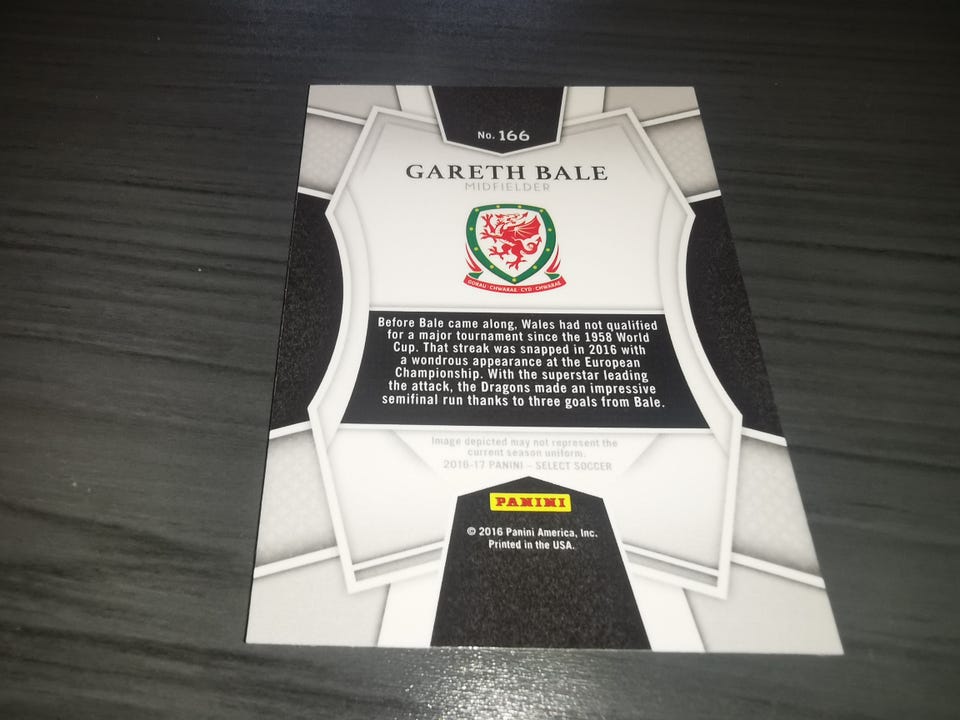 No. 166
GARETH BALE
MIDFIELDER
GORAU · CHWARAE · CYD · CHWARAE
Before Bale came along, Wales had not qualified
for a major tournament since the 1958 World
Cup. That streak was snapped in 2016 with
a wondrous appearance at the European
Championship. With the superstar leading
the attack, the Dragons made an impressive
semifinal run thanks to three goals from Bale.
Image depicted may not represent the
current season uniform.
2016-17 PANINI – SELECT SOCCER
PANINI
© 2016 Panini America, Inc.
Printed in the USA.